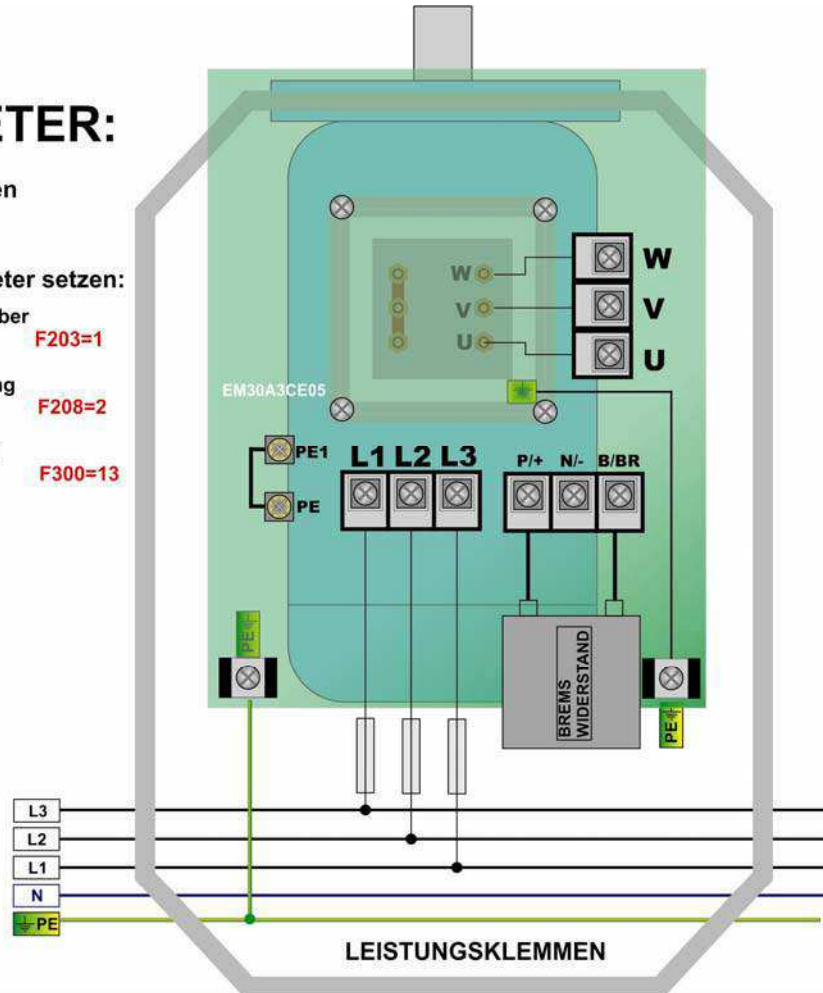 ETER:
en
eter setzen:
ber
F203=1
ng
F208=2
F300=13
W
V
U
W
V
U
EM30A3CE05
PE1
PE
L1 L2 L3
P/+ N/- B/BR
PE
BREMS
WIDERSTAND
PE
L3
L2
L1
N
PE
LEISTUNGSKLEMMEN